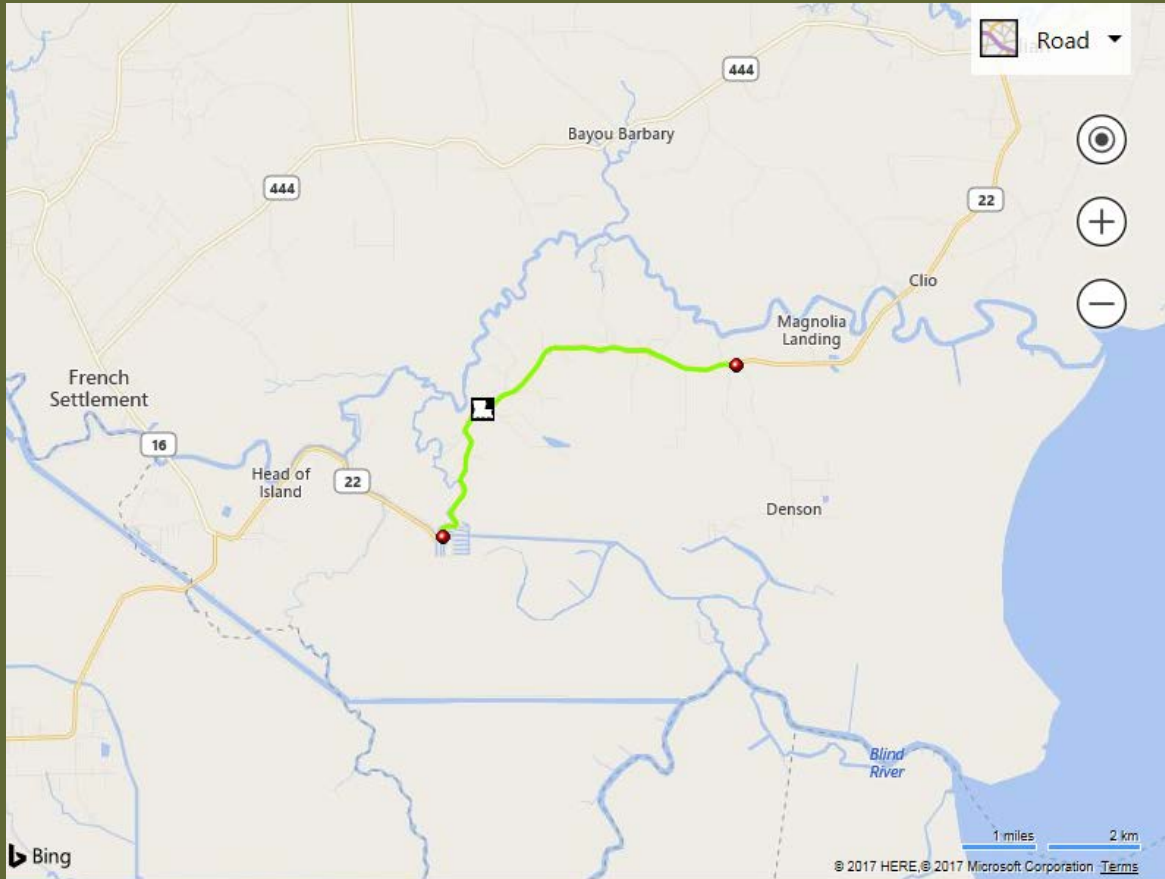 Road
444
Bayou Barbary
444
22
Clio
Magnolia
Landing
French
Settlement
16
Head of
Island
22
Denson
Blind
River
1 miles
2 km
Bing
© 2017 HERE,© 2017 Microsoft Corporation Terms